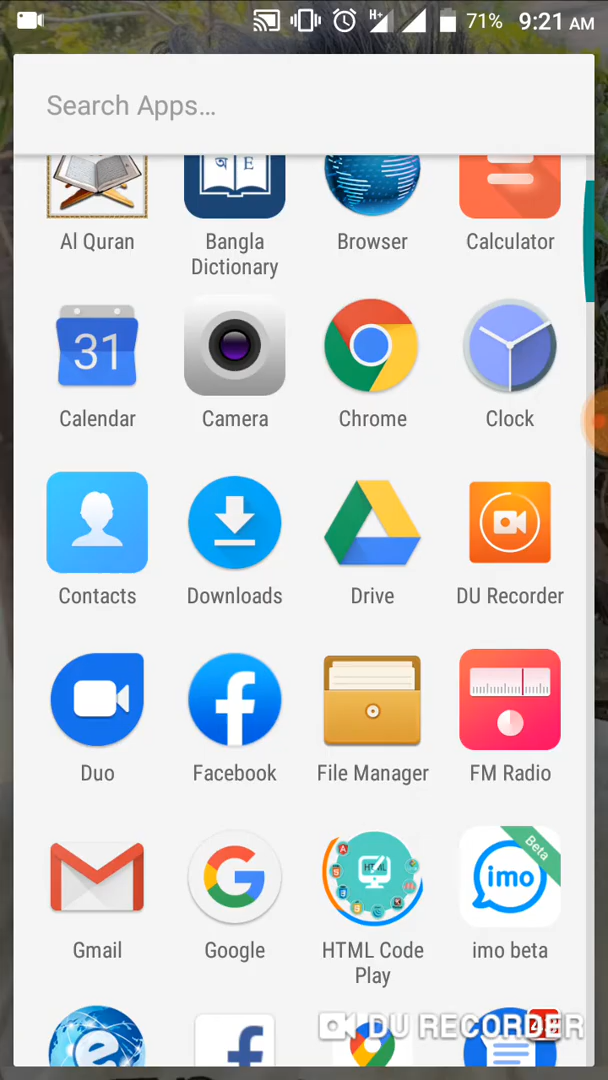 H+ 71% 9:21 AM
Search Apps...
Al Quran
Bangla
Dictionary
Browser
Calculator
অ E
31
Calendar
Camera
Chrome
Clock
Contacts
Downloads
Drive
DU Recorder
Duo
Facebook
File Manager
FM Radio
HTML
Beta
imo
Gmail
Google
HTML Code
Play
imo beta
DU RECORDER